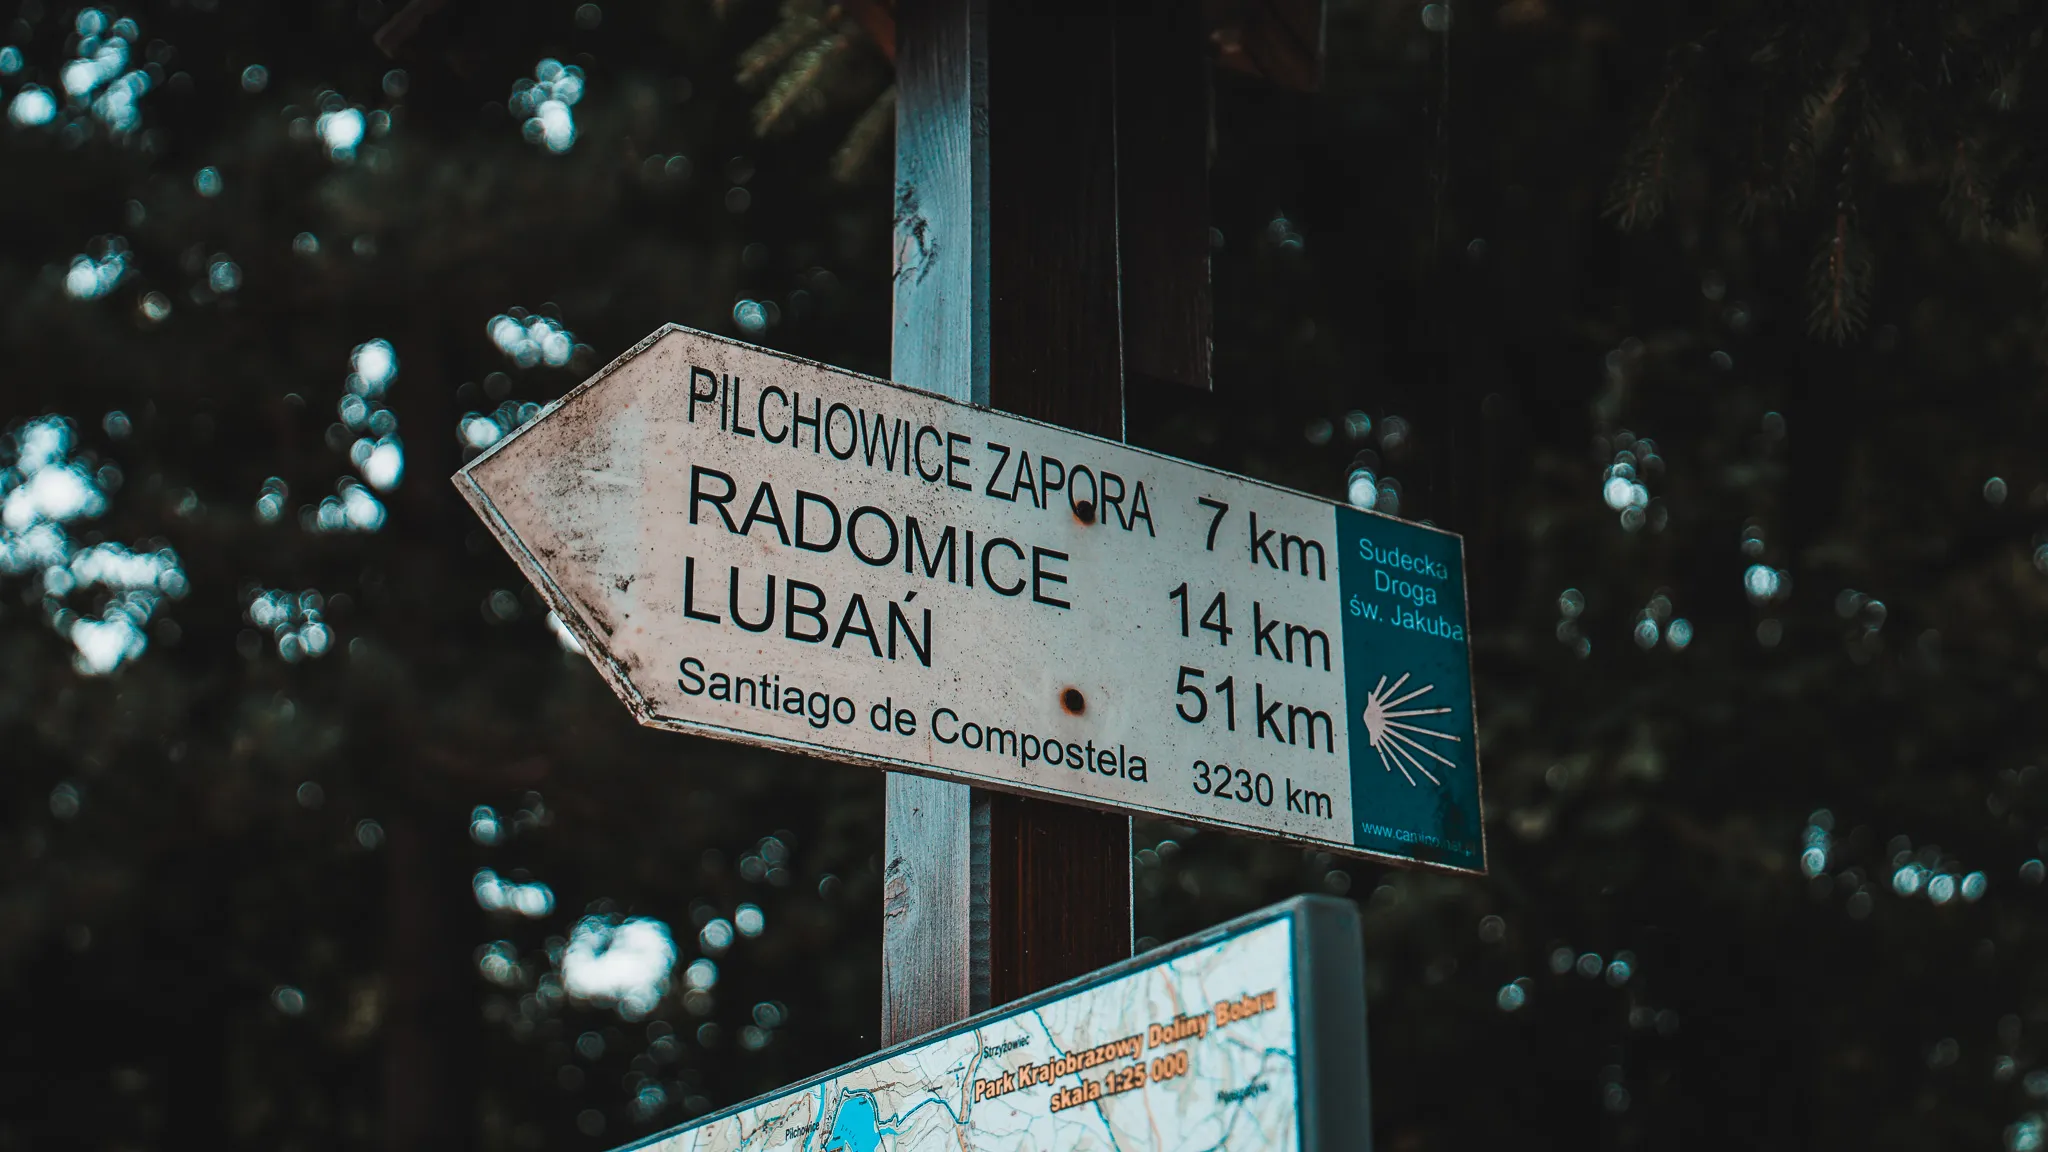 PILCHOWICE ZAPORA 7 km
RADOMICE 14 km
LUBAŃ 51 km
Santiago de Compostela 3230 km
Sudecka
Droga
św. Jakuba
Strzyżowiec
Park Krajobrazowy Doliny Bobru
skala 1:25 000
Pilchowice